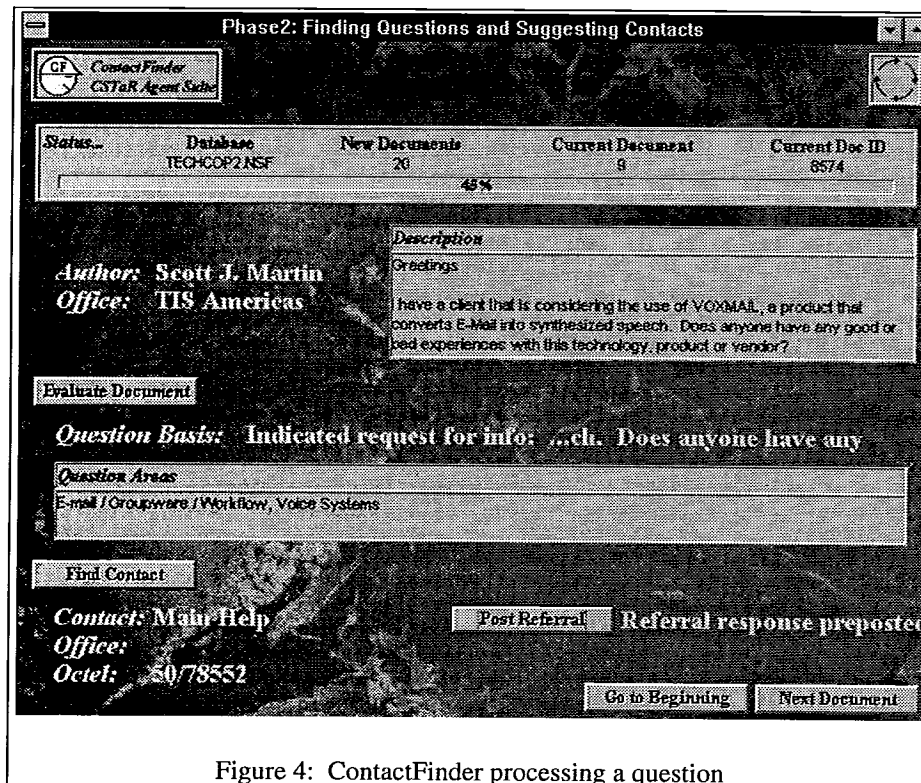 Phase2: Finding Questions and Suggesting Contacts
CF
ContactFinder
CSTaR Agent Suite
Status... Database New Documents Current Document Current Doc ID
TECHCOP2.NSF 20 9 8574
45%
Description
Greetings
Author: Scott J. Martin
Office: TIS Americas
I have a client that is considering the use of VOXMAIL, a product that
converts E-Mail into synthesized speech. Does anyone have any good or
bad experiences with this technology, product or vendor?
Evaluate Document
Question Basis: Indicated request for info: ...ch. Does anyone have any
Question Areas
E-mail / Groupware / Workflow, Voice Systems
Find Contact
Contact: Main Help
Post Referral Referral response preposted
Office:
Octel: 50/78552
Go to Beginning Next Document
Figure 4: ContactFinder processing a question